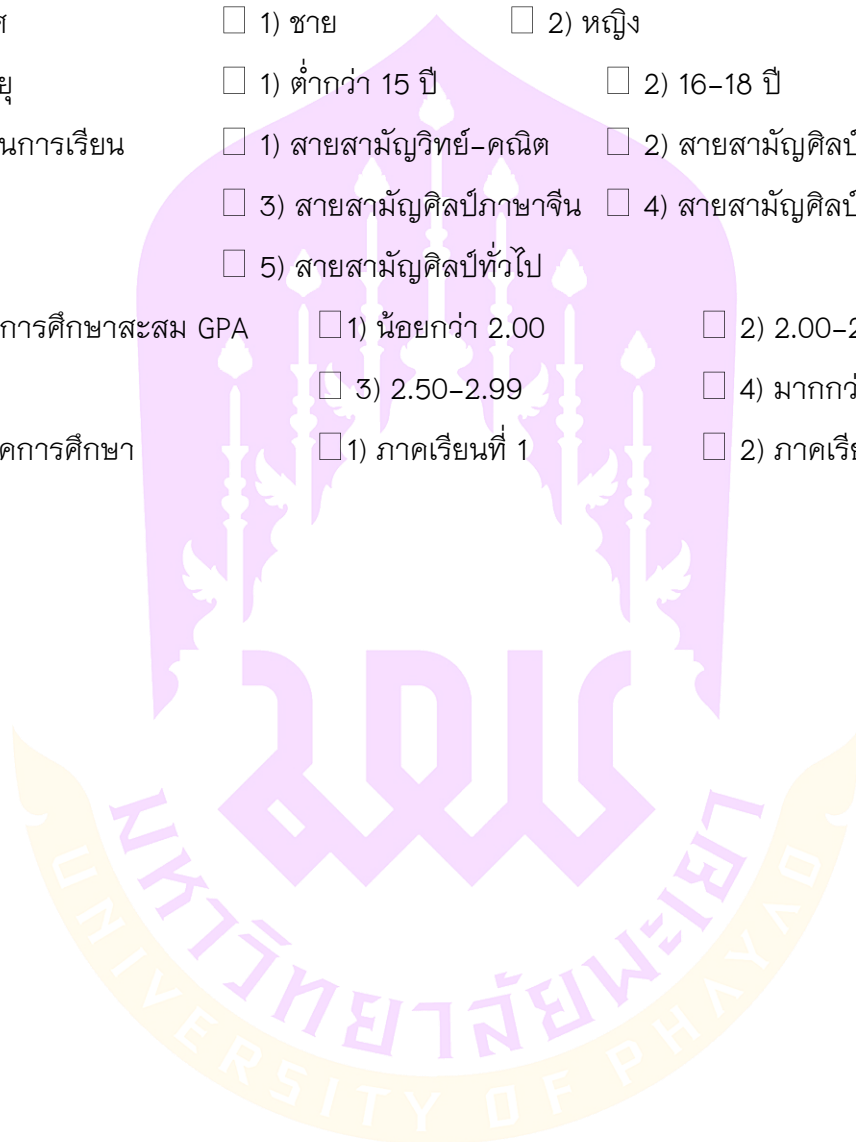 ศ ☐ 1) ชาย ☐ 2) หญิง
ยุ ☐ 1) ต่ำกว่า 15 ปี ☐ 2) 16–18 ปี
นการเรียน ☐ 1) สายสามัญวิทย์–คณิต ☐ 2) สายสามัญศิลป์
☐ 3) สายสามัญศิลป์ภาษาจีน ☐ 4) สายสามัญศิลป์
☐ 5) สายสามัญศิลป์ทั่วไป
การศึกษาสะสม GPA ☐1) น้อยกว่า 2.00 ☐ 2) 2.00–2
☐ 3) 2.50–2.99 ☐ 4) มากกว่
คการศึกษา ☐1) ภาคเรียนที่ 1 ☐ 2) ภาคเรีย
มหาวิทยาลัยพะเยา
UNIVERSITY OF PHAYAO